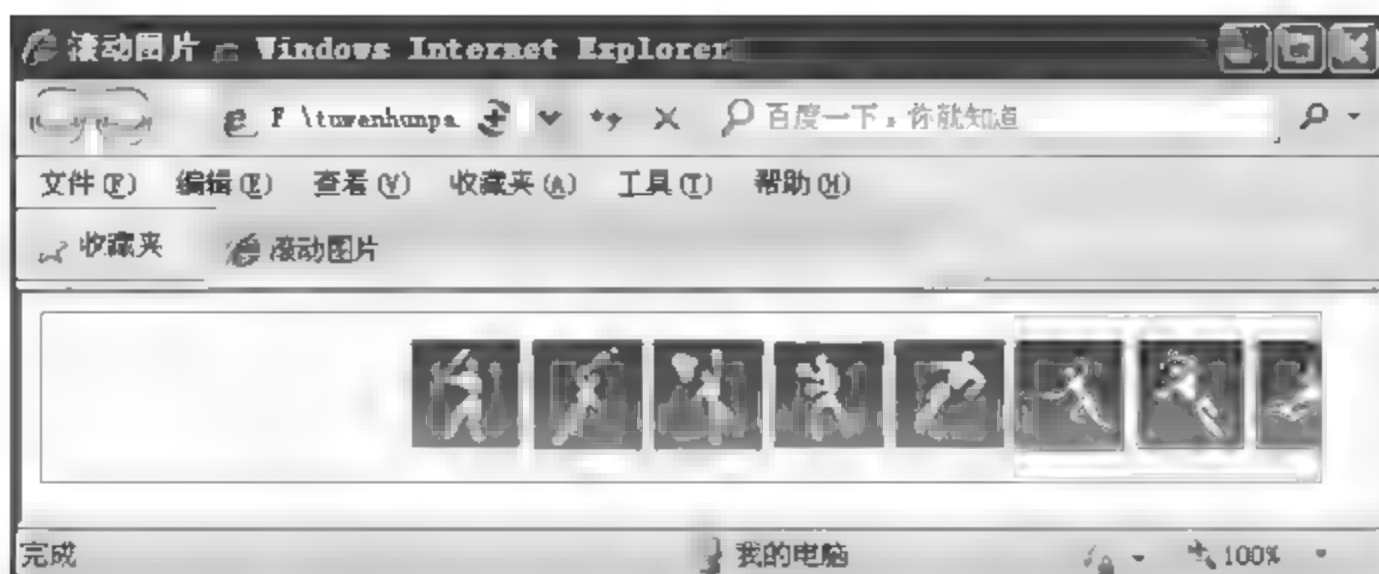 滚动图片 - Windows Internet Explorer
F:\tuwenhunpa 百度一下,你就知道
文件(F) 编辑(E) 查看(V) 收藏夹(A) 工具(T) 帮助(H)
收藏夹 滚动图片
完成 我的电脑 100%